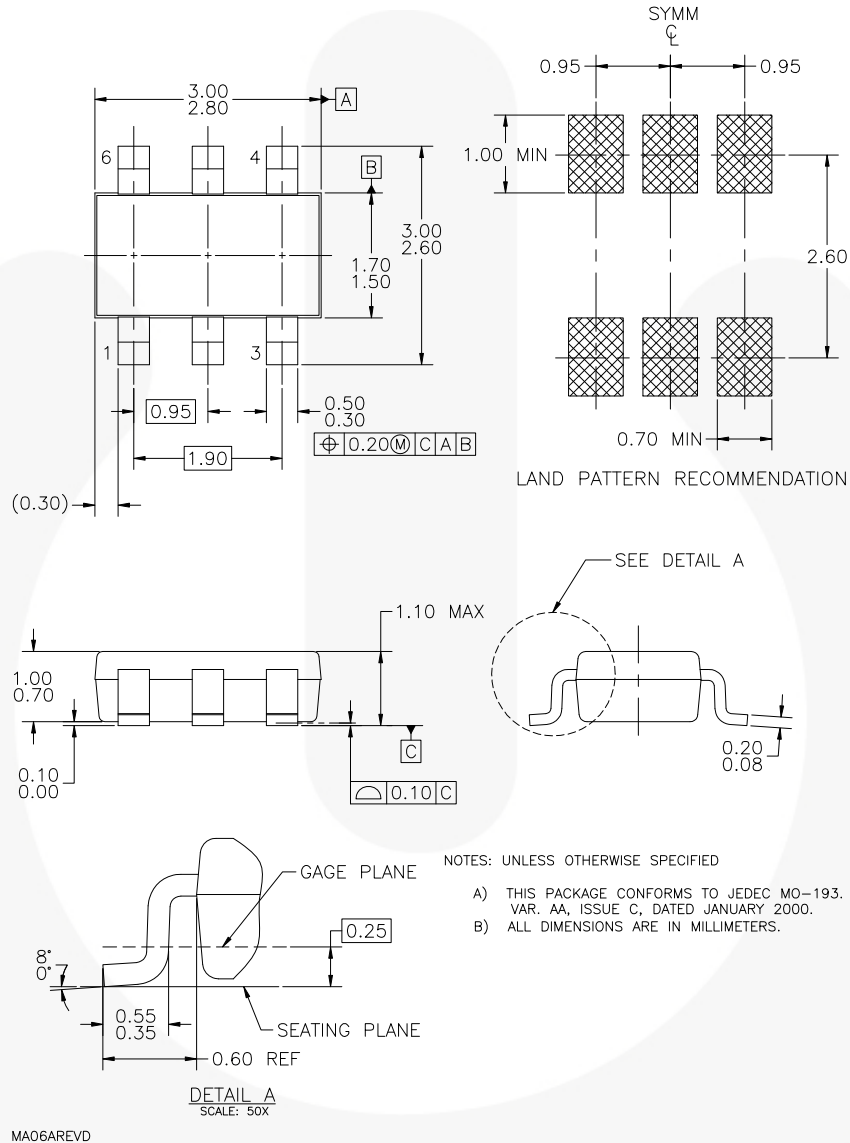 SYMM
CL
0.95
0.95
3.00
2.80
A
6
4
B
1.00 MIN
3.00
2.60
1.70
1.50
2.60
1
3
0.95
0.50
0.30
⌖ 0.20 Ⓜ C A B
1.90
0.70 MIN
(0.30)
LAND PATTERN RECOMMENDATION
SEE DETAIL A
1.10 MAX
1.00
0.70
C
0.10
0.00
⌓ 0.10 C
0.20
0.08
GAGE PLANE
0.25
8°
0°
0.55
0.35
SEATING PLANE
0.60 REF
DETAIL A
SCALE: 50X
NOTES: UNLESS OTHERWISE SPECIFIED
A) THIS PACKAGE CONFORMS TO JEDEC MO-193.
VAR. AA, ISSUE C, DATED JANUARY 2000.
B) ALL DIMENSIONS ARE IN MILLIMETERS.
MA06AREVD